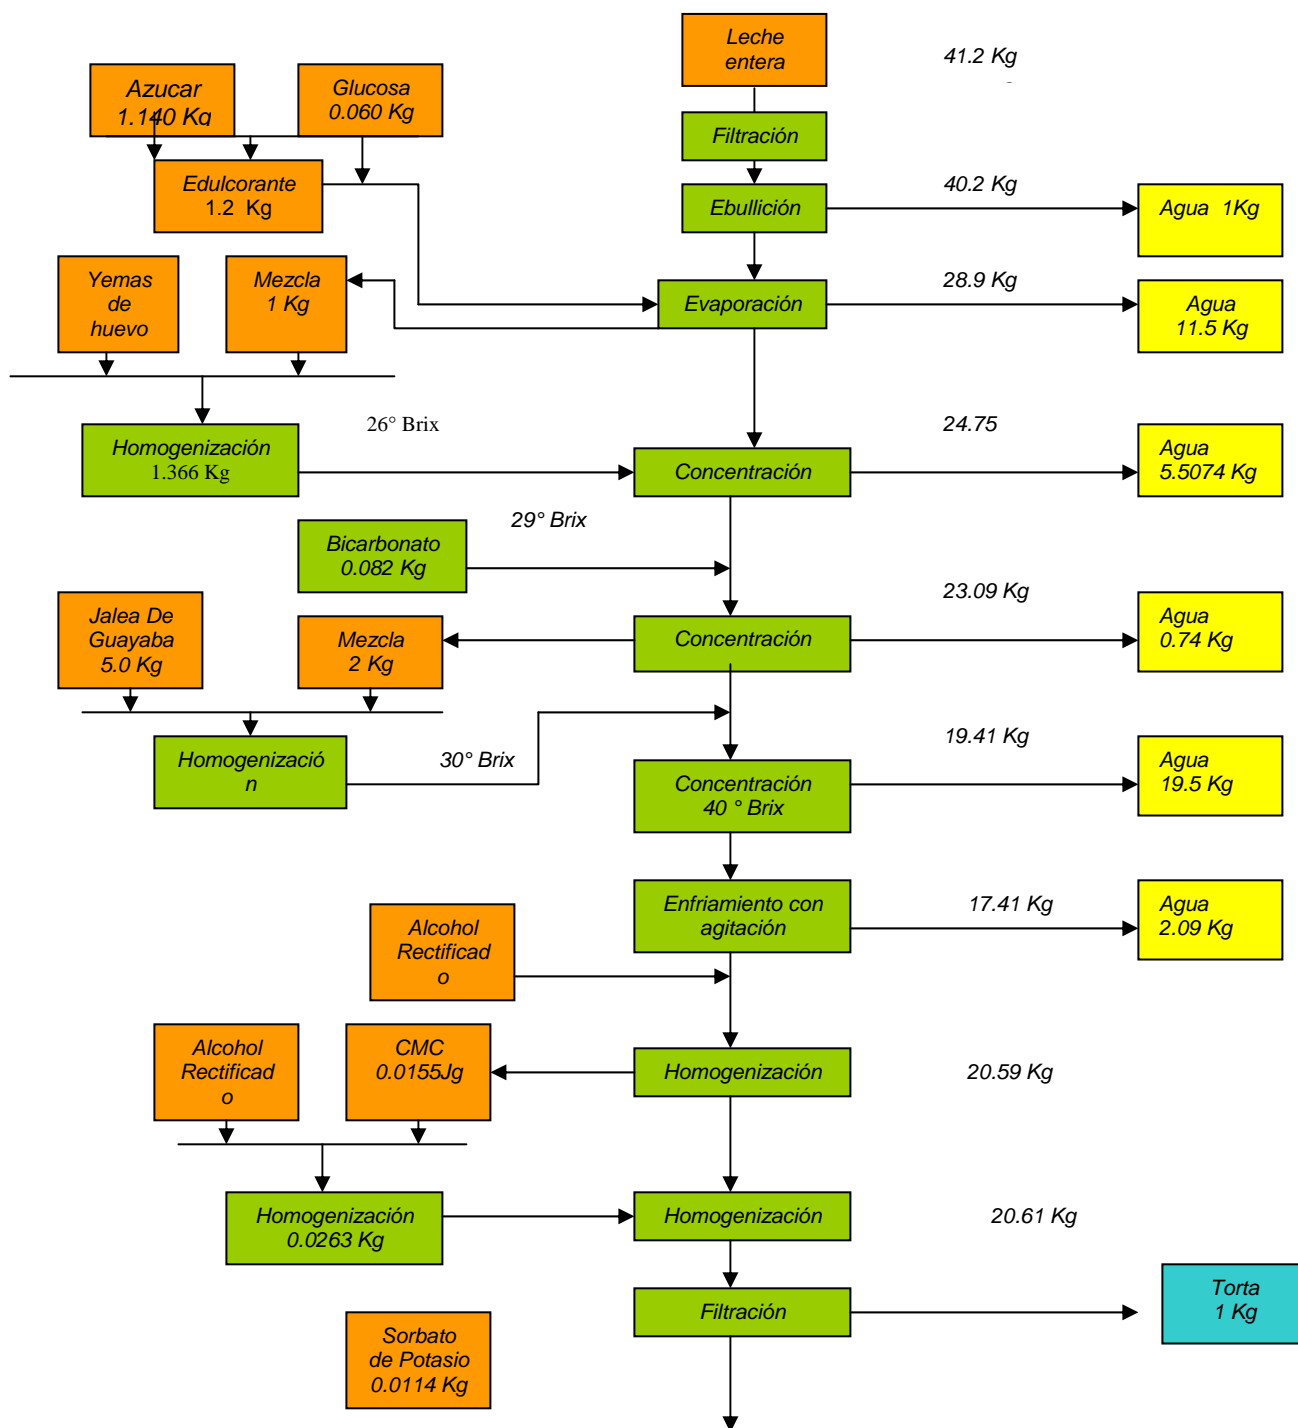 Leche
entera
41.2 Kg
Azucar
1.140 Kg
Glucosa
0.060 Kg
Filtración
Edulcorante
1.2 Kg
Ebullición
40.2 Kg
Agua 1Kg
Yemas
de
huevo
Mezcla
1 Kg
Evaporación
28.9 Kg
Agua
11.5 Kg
Homogenización
1.366 Kg
26° Brix
Concentración
24.75
Agua
5.5074 Kg
29° Brix
Bicarbonato
0.082 Kg
Jalea De
Guayaba
5.0 Kg
Mezcla
2 Kg
Concentración
23.09 Kg
Agua
0.74 Kg
Homogenizació
n
30° Brix
Concentración
40 ° Brix
19.41 Kg
Agua
19.5 Kg
Enfriamiento con
agitación
17.41 Kg
Agua
2.09 Kg
Alcohol
Rectificad
o
Alcohol
Rectificad
o
CMC
0.0155Jg
Homogenización
20.59 Kg
Homogenización
0.0263 Kg
Homogenización
20.61 Kg
Filtración
Torta
1 Kg
Sorbato
de Potasio
0.0114 Kg